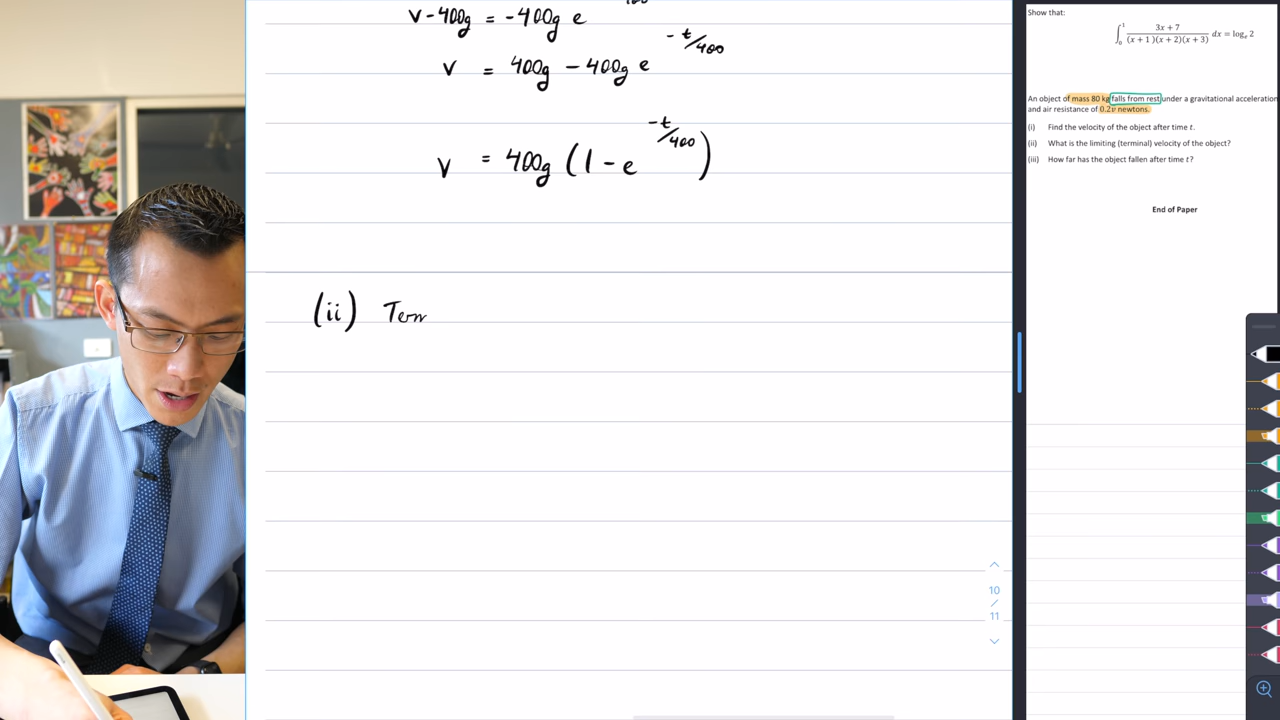 v - 400g = -400g e
v = 400g - 400g e^(-t/400)
v = 400g (1 - e^(-t/400))
(ii) Term
10
/
11
Show that:
∫₀¹ (3x + 7)/((x + 1)(x + 2)(x + 3)) dx = logₑ 2
An object of mass 80 kg falls from rest under a gravitational acceleration
and air resistance of 0.2v newtons.
(i) Find the velocity of the object after time t.
(ii) What is the limiting (terminal) velocity of the object?
(iii) How far has the object fallen after time t?
End of Paper